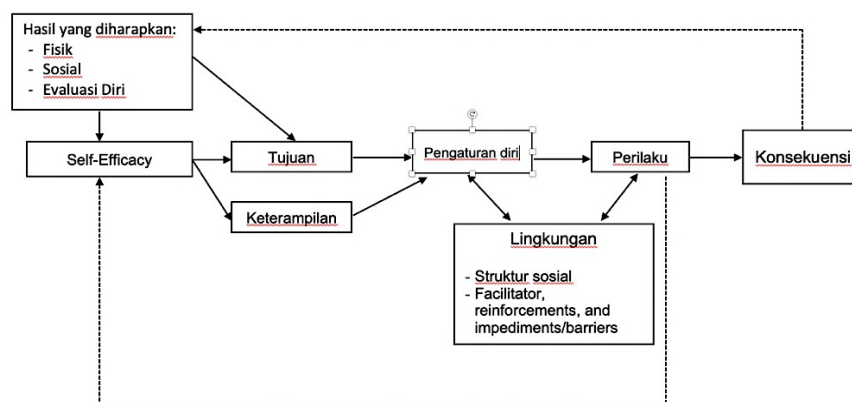 Hasil yang diharapkan:
- Fisik
- Sosial
- Evaluasi Diri
Self-Efficacy
Tujuan
Keterampilan
Pengaturan diri
Perilaku
Konsekuensi
Lingkungan
- Struktur sosial
- Facilitator,
reinforcements, and
impediments/barriers